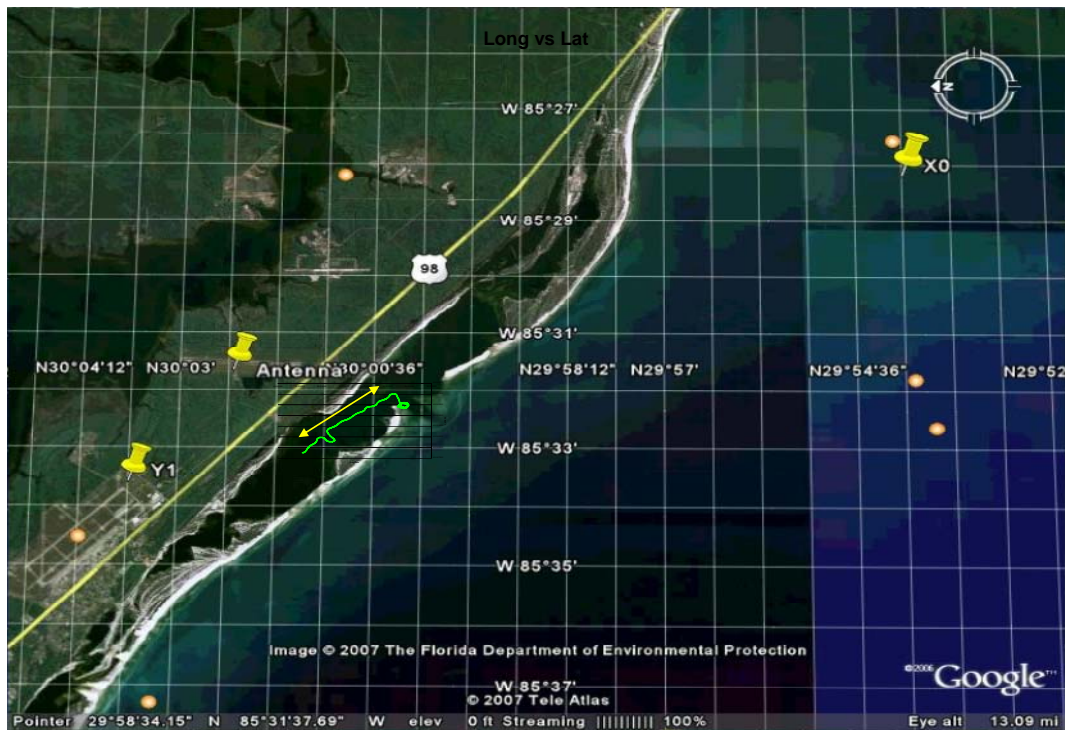 Long vs Lat
W 85°27'
N
X0
W 85°29'
98
W 85°31'
N30°04'12" N30°03' Antenna 30°00'36" N29°58'12" N29°57' N29°54'36" N29°52
W 85°33'
Y1
W 85°35'
Image © 2007 The Florida Department of Environmental Protection
©2006 Google™
W 85°37'
© 2007 Tele Atlas
Pointer 29°58'34.15" N 85°31'37.69" W elev 0 ft Streaming |||||||||| 100% Eye alt 13.09 mi